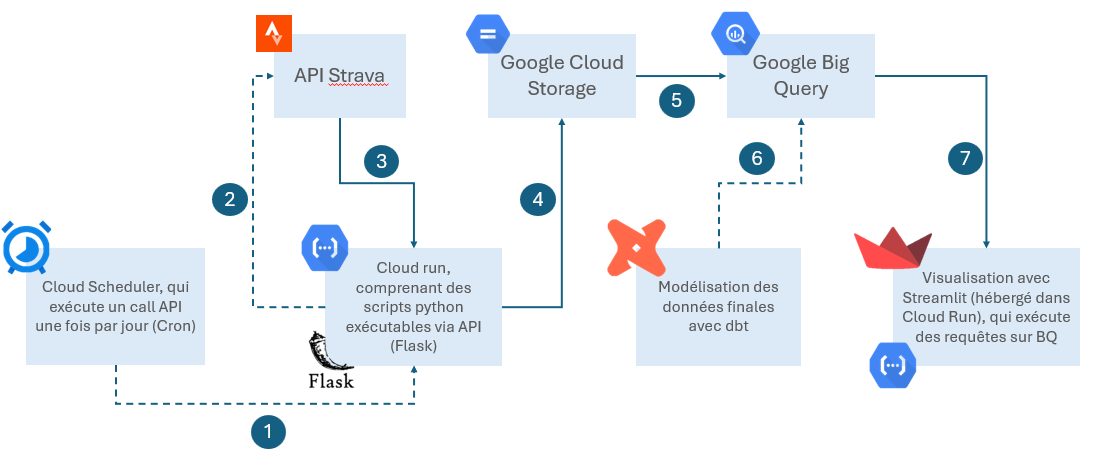 API Strava
Google Cloud
Storage
Google Big
Query
5
3
6
7
2
4
Cloud Scheduler, qui
exécute un call API
une fois par jour (Cron)
Cloud run,
comprenant des
scripts python
exécutables via API
(Flask)
Flask
Modélisation des
données finales
avec dbt
Visualisation avec
Streamlit (hébergé dans
Cloud Run), qui exécute
des requêtes sur BQ
1